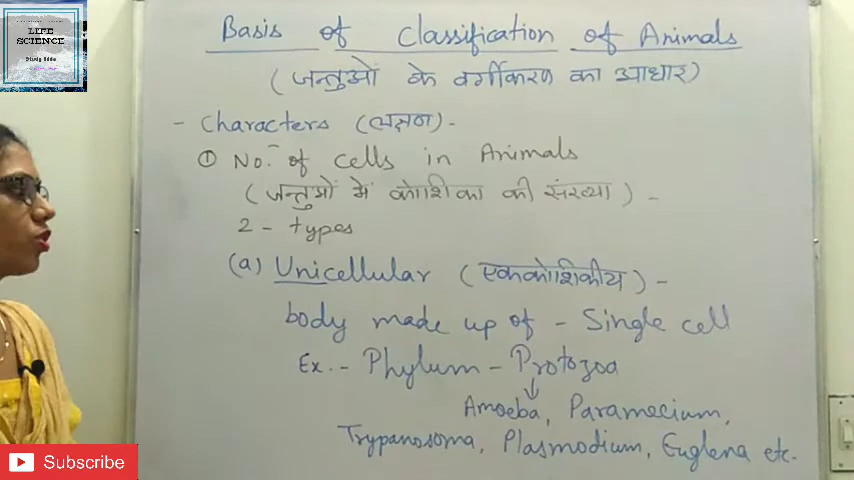 LIFE
SCIENCE
Study Adda
Basis of Classification of Animals
(जन्तुओं के वर्गीकरण का आधार)
- Characters (लक्षण) -
① No. of cells in Animals
(जन्तुओं में कोशिका की संख्या) -
2 - types
(a) Unicellular (एककोशिकीय) -
body made up of - Single cell
Ex. - Phylum - Protozoa
↓
Amoeba, Paramecium,
Trypanosoma, Plasmodium, Euglena etc.
Subscribe